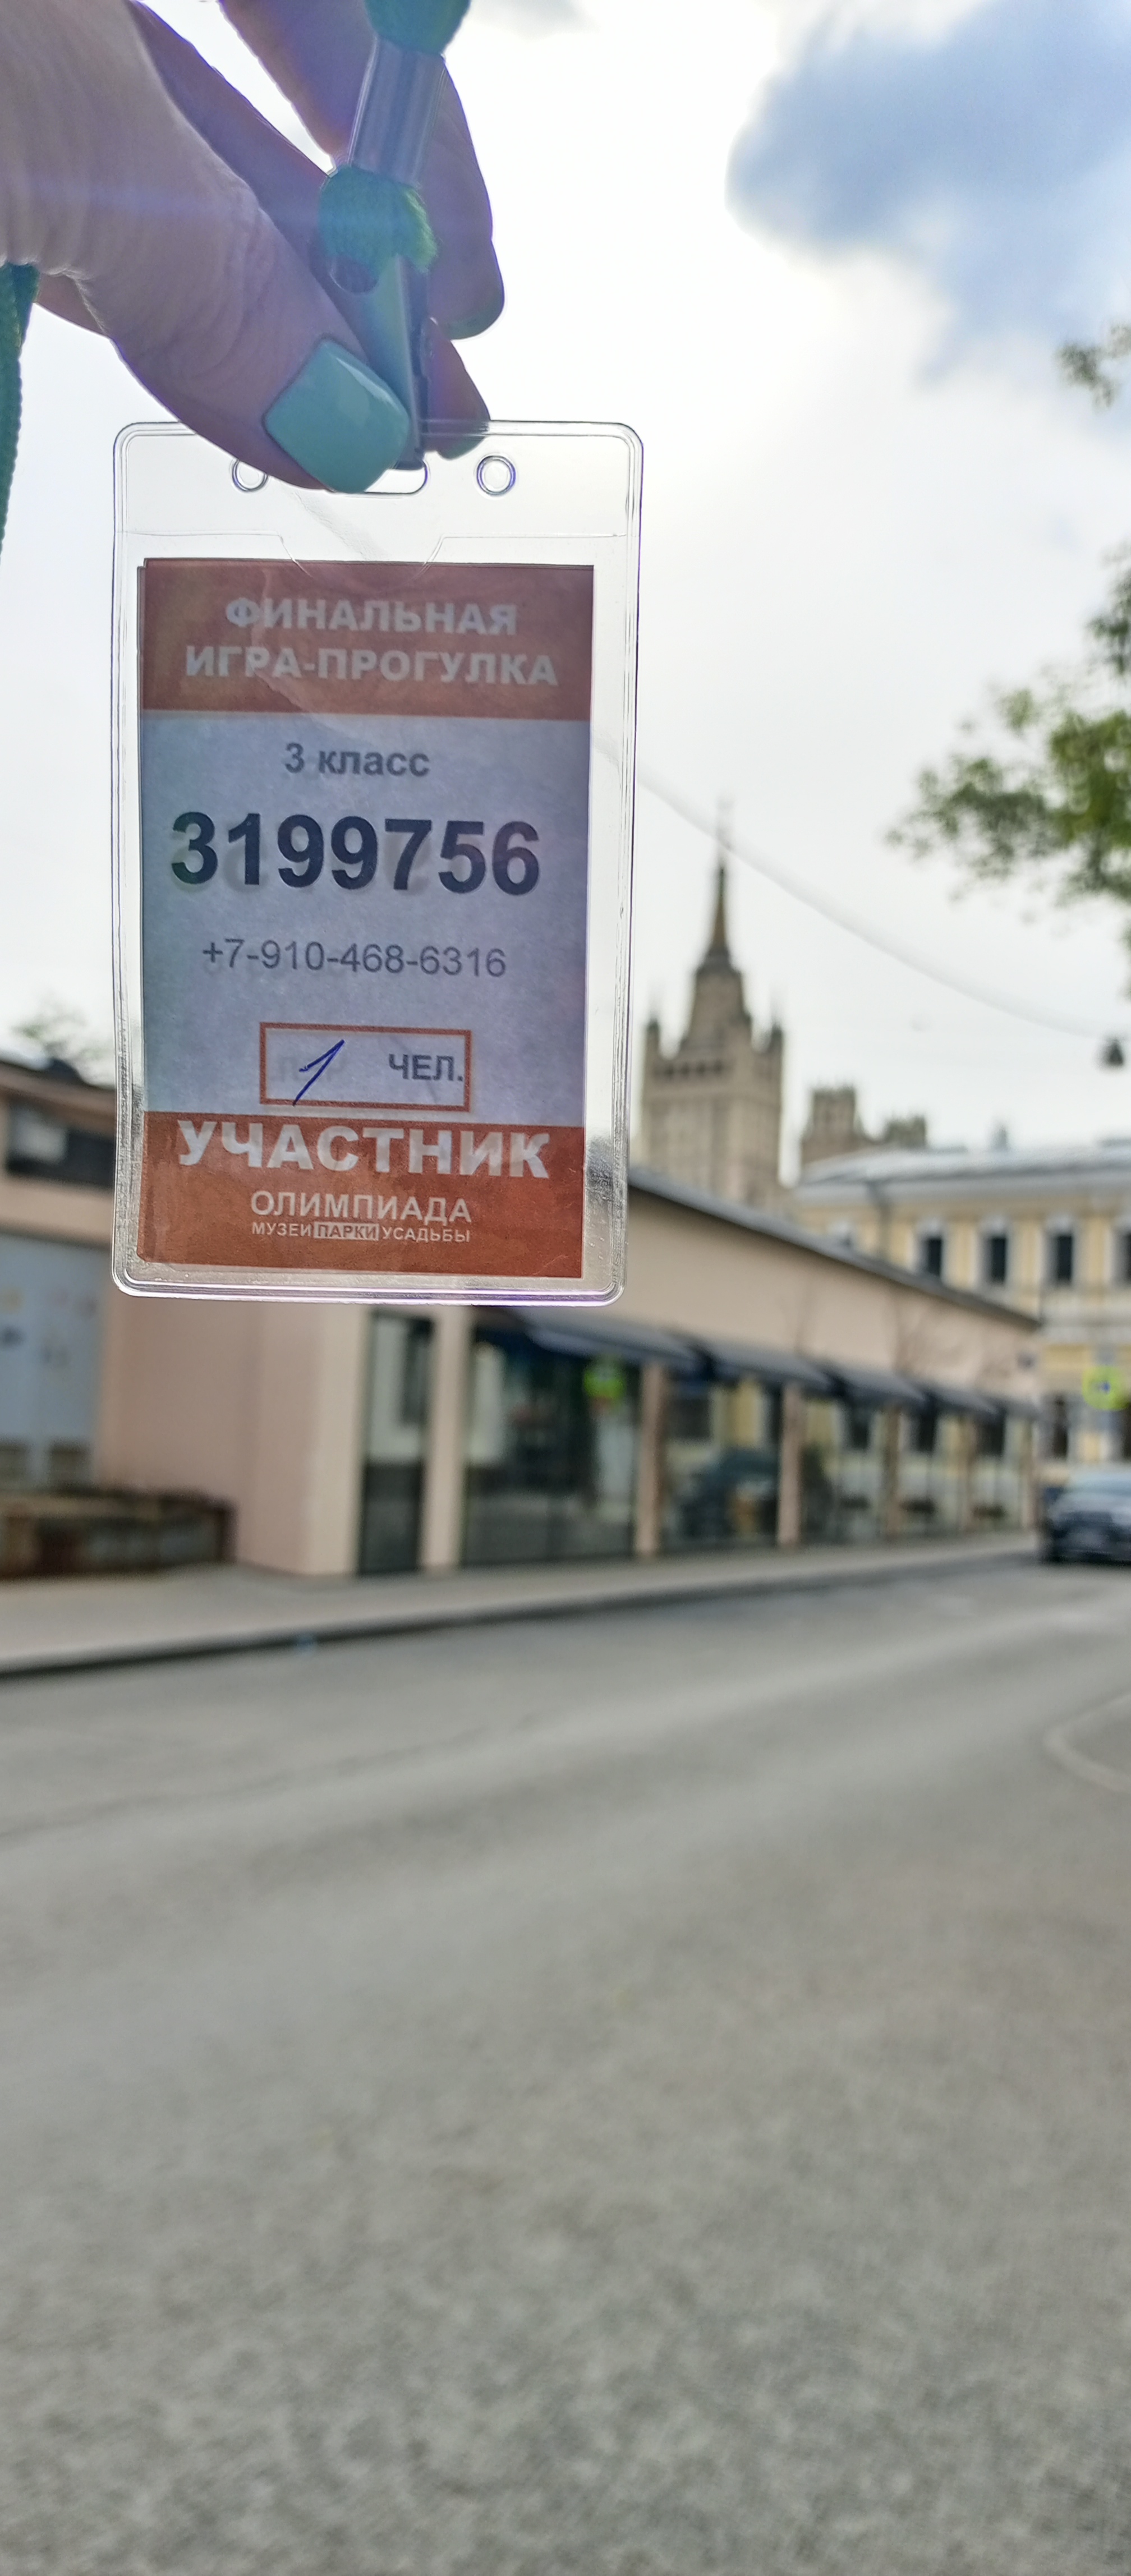 ФИНАЛЬНАЯ
ИГРА-ПРОГУЛКА
3 класс
3199756
+7-910-468-6316
1 ЧЕЛ.
УЧАСТНИК
ОЛИМПИАДА
МУЗЕИ ПАРКИ УСАДЬБЫ